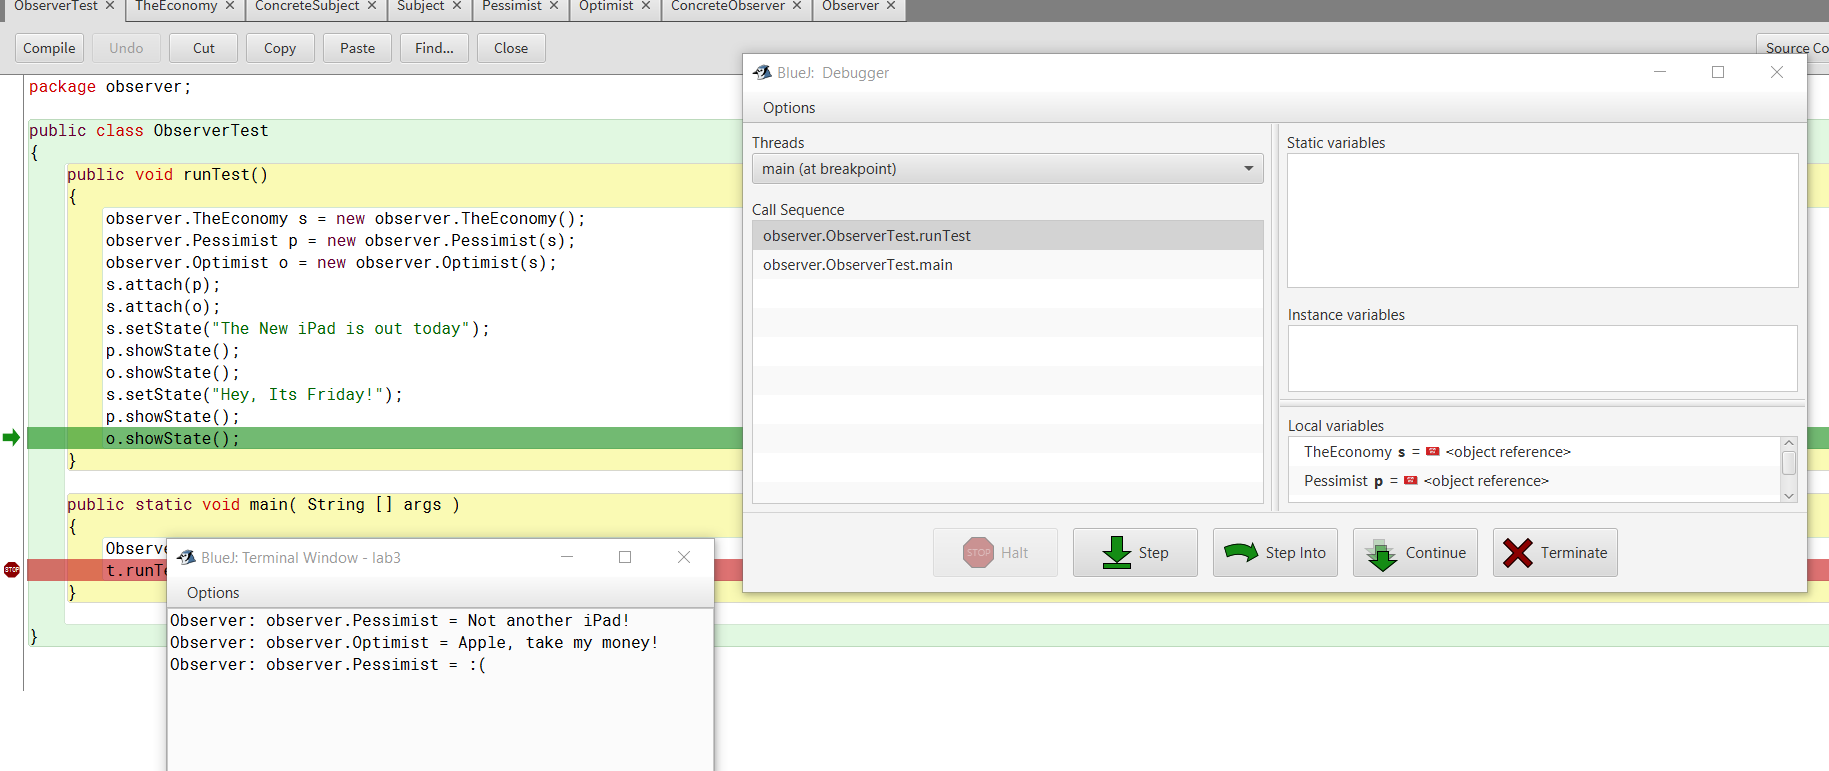 ObserverTest × TheEconomy × ConcreteSubject × Subject × Pessimist × Optimist × ConcreteObserver × Observer ×
Compile Undo Cut Copy Paste Find... Close Source Co
package observer;
public class ObserverTest
{
public void runTest()
{
observer.TheEconomy s = new observer.TheEconomy();
observer.Pessimist p = new observer.Pessimist(s);
observer.Optimist o = new observer.Optimist(s);
s.attach(p);
s.attach(o);
s.setState("The New iPad is out today");
p.showState();
o.showState();
s.setState("Hey, Its Friday!");
p.showState();
o.showState();
}
public static void main( String [] args )
{
Observe
t.runTe
}
}
BlueJ: Terminal Window - lab3
Options
Observer: observer.Pessimist = Not another iPad!
Observer: observer.Optimist = Apple, take my money!
Observer: observer.Pessimist = :(
BlueJ: Debugger
Options
Threads
main (at breakpoint)
Call Sequence
observer.ObserverTest.runTest
observer.ObserverTest.main
Static variables
Instance variables
Local variables
TheEconomy s = <object reference>
Pessimist p = <object reference>
STOP Halt Step Step Into Continue Terminate
STOP